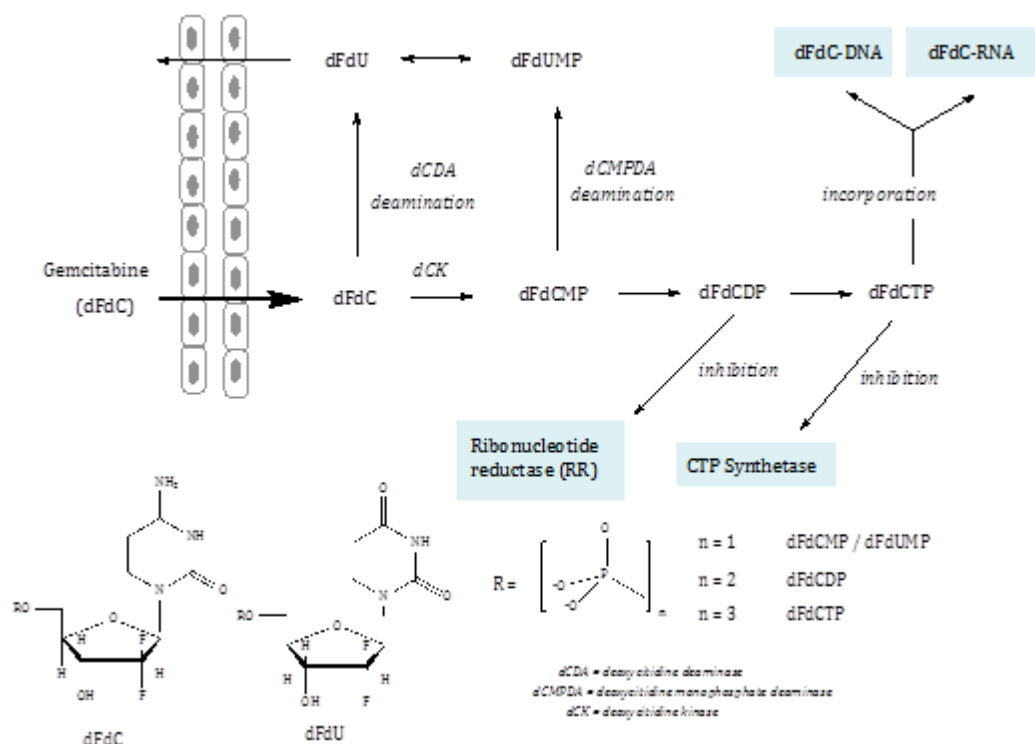 dFdU
dFdUMP
dFdC-DNA
dFdC-RNA
dCDA
deamination
dCMPDA
deamination
incorporation
Gemcitabine
(dFdC)
dFdC
dCK
dFdCMP
dFdCDP
dFdCTP
inhibition
inhibition
Ribonucleotide
reductase (RR)
CTP Synthetase
NH₂
NH
N
O
RO
O
H
F
H
H
OH
F
dFdC
O
NH
N
O
RO
O
H
F
H
F
OH
dFdU
R =
O
P
-O
-O
n
n = 1 dFdCMP / dFdUMP
n = 2 dFdCDP
n = 3 dFdCTP
dCDA = deoxycitidine deaminase
dCMPDA = deoxycitidine monophosphate deaminase
dCK = deoxycitidine kinase